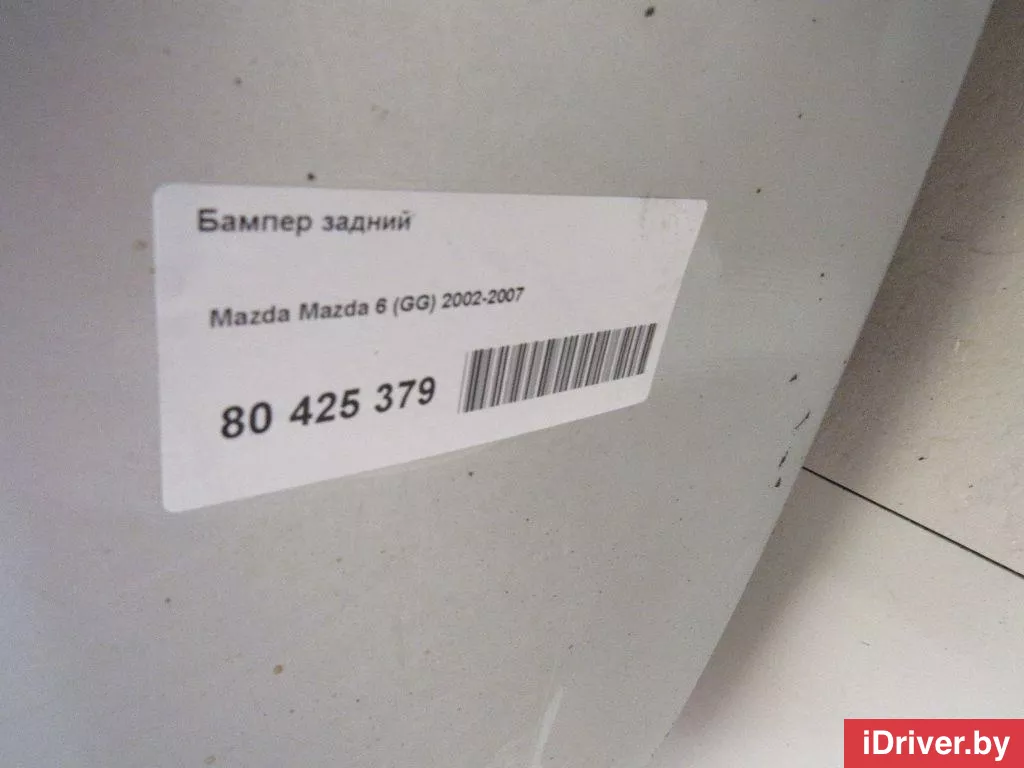 Бампер задний
Mazda Mazda 6 (GG) 2002-2007
80 425 379
iDriver.by